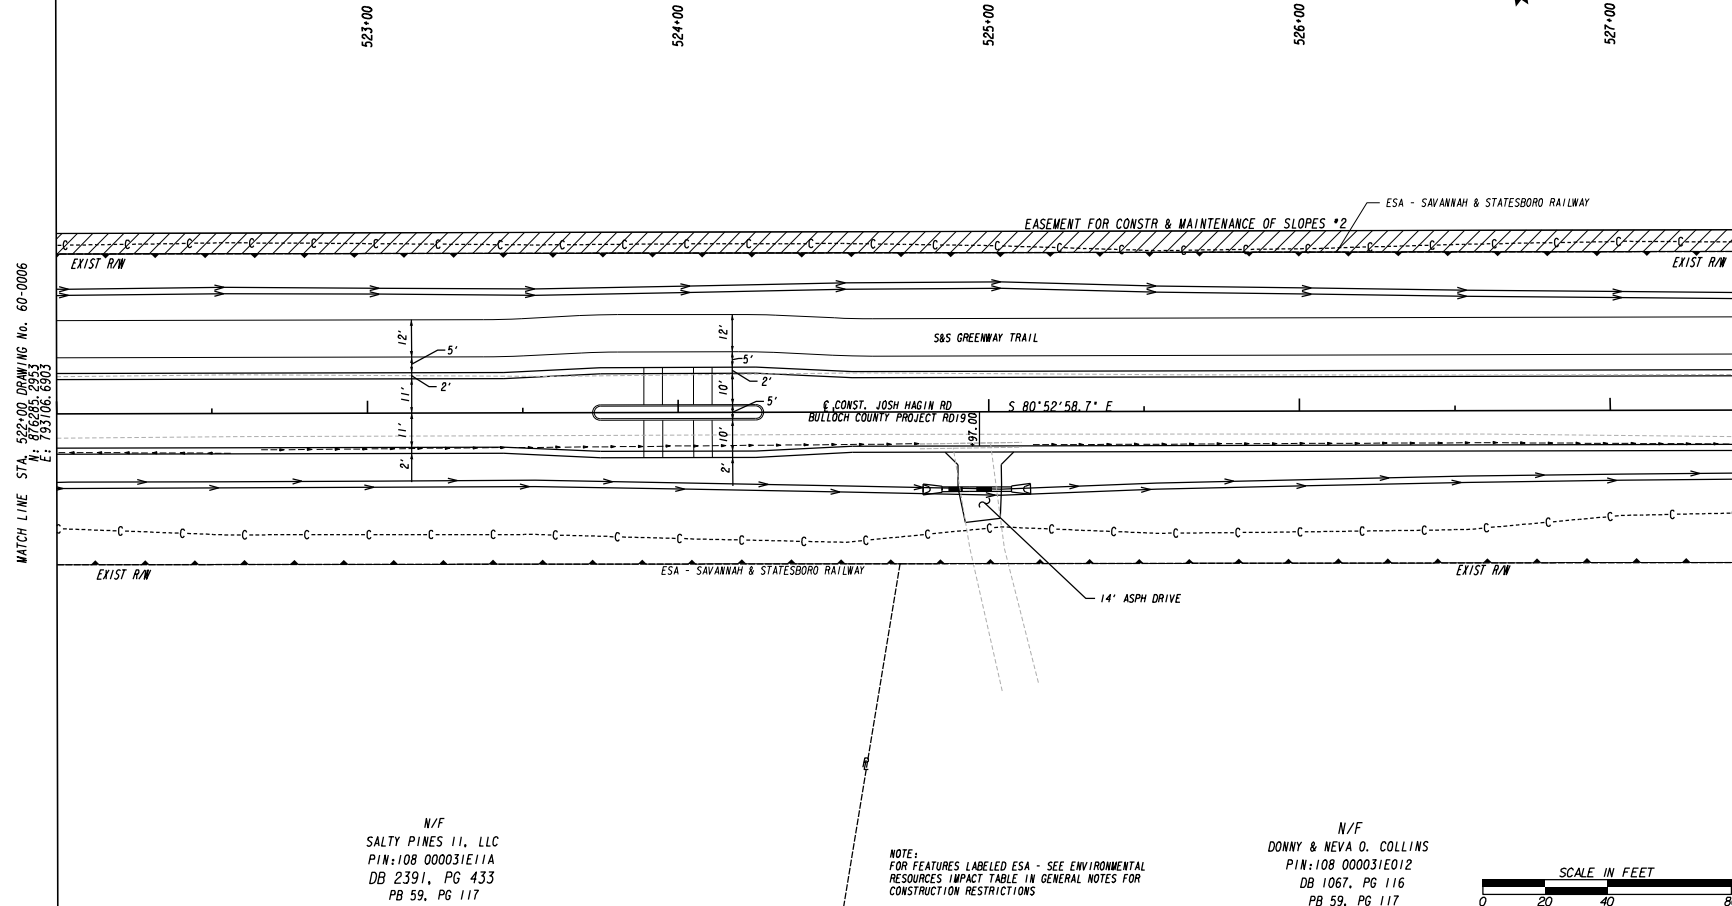 523+00
524+00
525+00
526+00
527+00
ESA - SAVANNAH & STATESBORO RAILWAY
EASEMENT FOR CONSTR & MAINTENANCE OF SLOPES #2
C C C C C C C C C C C C C C C C C C C C C C C C C C C
EXIST R/W
EXIST R/W
MATCH LINE STA. 522+00 DRAWING No. 60-0006
N: 876285.2953
E: 793106.6903
12'
5'
2'
11'
11'
2'
12'
5'
2'
10'
5'
10'
2'
S&S GREENWAY TRAIL
℄ CONST. JOSH HAGIN RD
BULLOCH COUNTY PROJECT RD19
S 80°52'58.7" E
+97.00
C C C C C C C C C C C C C C C C C C C C C C C C C C C
EXIST R/W
ESA - SAVANNAH & STATESBORO RAILWAY
EXIST R/W
14' ASPH DRIVE
N/F
SALTY PINES II, LLC
PIN:108 000031E11A
DB 2391, PG 433
PB 59, PG 117
NOTE:
FOR FEATURES LABELED ESA - SEE ENVIRONMENTAL
RESOURCES IMPACT TABLE IN GENERAL NOTES FOR
CONSTRUCTION RESTRICTIONS
N/F
DONNY & NEVA O. COLLINS
PIN:108 000031E012
DB 1067, PG 116
PB 59, PG 117
SCALE IN FEET
0 20 40